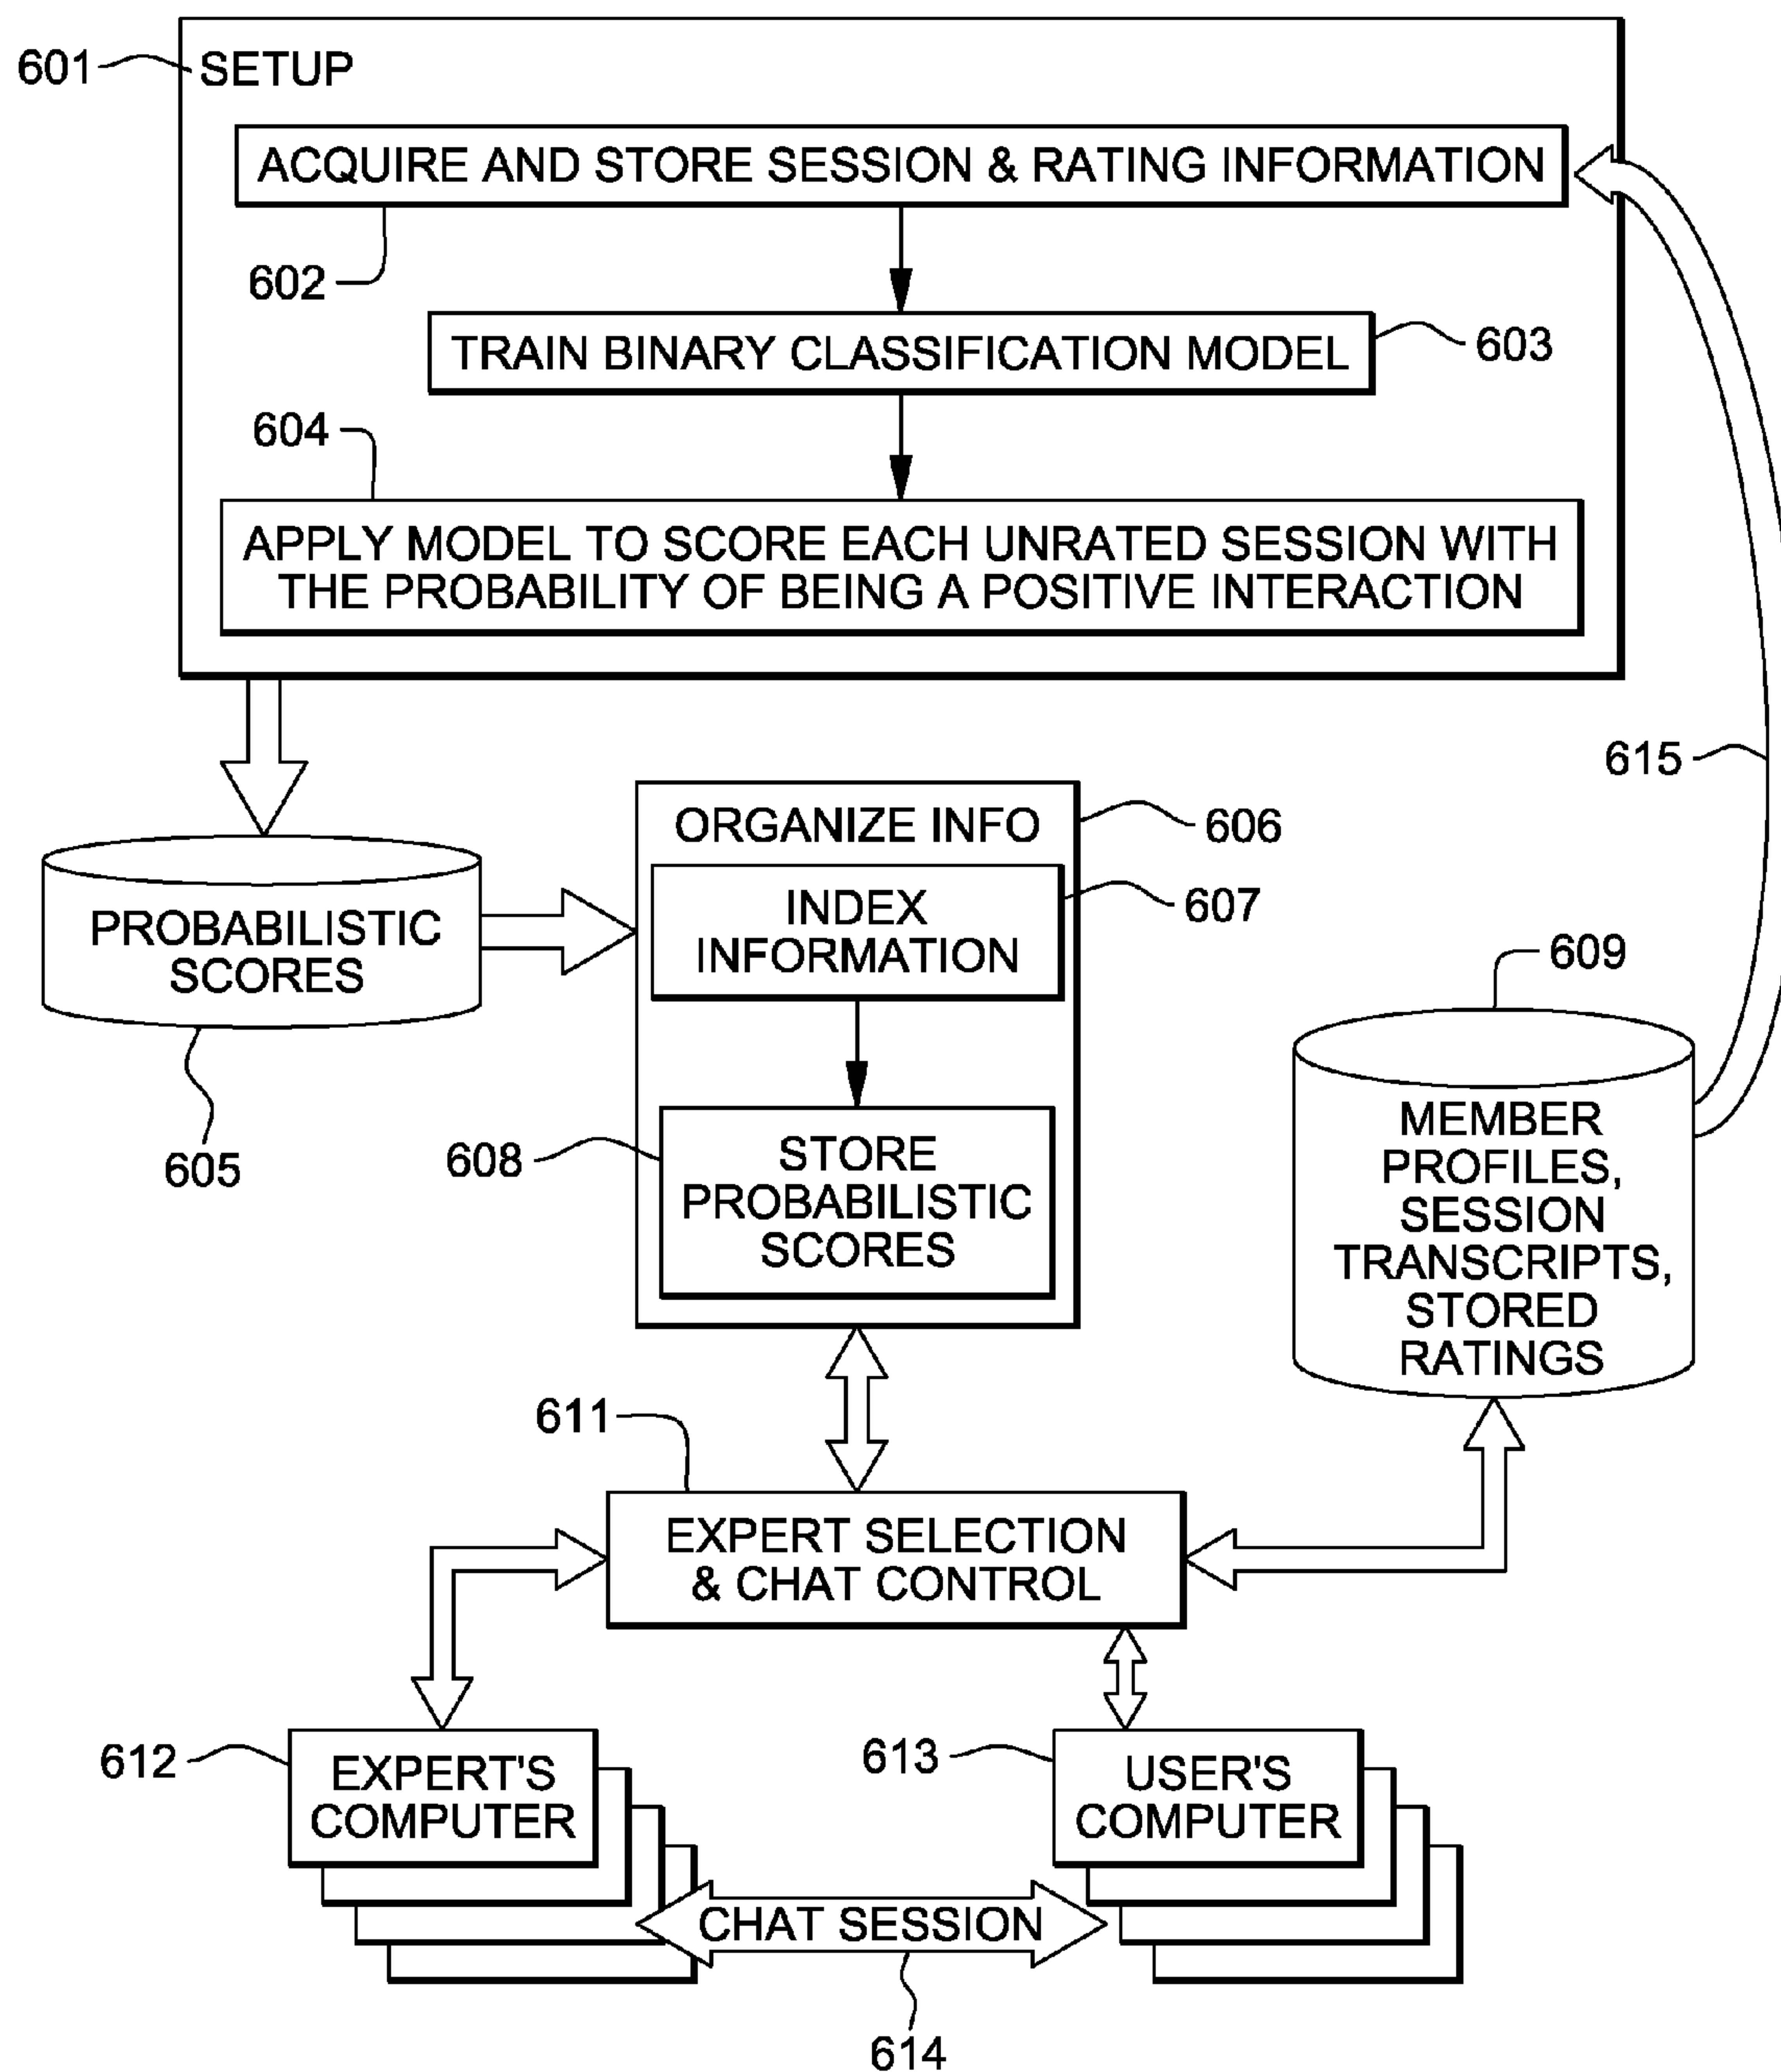 601
SETUP
ACQUIRE AND STORE SESSION & RATING INFORMATION
602
TRAIN BINARY CLASSIFICATION MODEL
603
604
APPLY MODEL TO SCORE EACH UNRATED SESSION WITH
THE PROBABILITY OF BEING A POSITIVE INTERACTION
615
ORGANIZE INFO
606
INDEX
INFORMATION
607
PROBABILISTIC
SCORES
605
609
608
STORE
PROBABILISTIC
SCORES
MEMBER
PROFILES,
SESSION
TRANSCRIPTS,
STORED
RATINGS
611
EXPERT SELECTION
& CHAT CONTROL
612
EXPERT'S
COMPUTER
613
USER'S
COMPUTER
CHAT SESSION
614